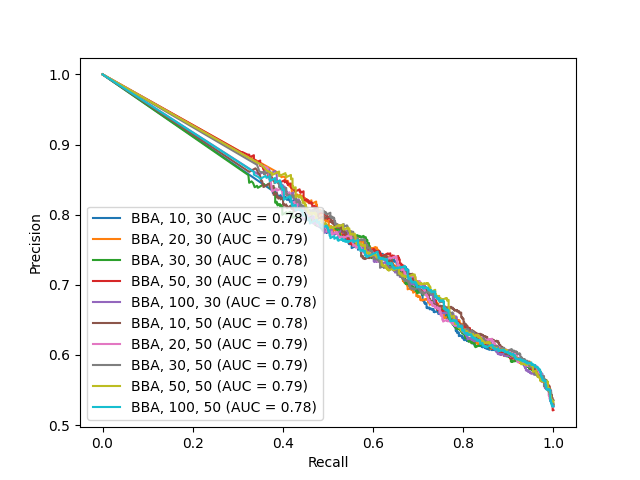 1.0
0.9
0.8
0.7
0.6
0.5
Precision
BBA, 10, 30 (AUC = 0.78)
BBA, 20, 30 (AUC = 0.79)
BBA, 30, 30 (AUC = 0.78)
BBA, 50, 30 (AUC = 0.79)
BBA, 100, 30 (AUC = 0.78)
BBA, 10, 50 (AUC = 0.78)
BBA, 20, 50 (AUC = 0.79)
BBA, 30, 50 (AUC = 0.79)
BBA, 50, 50 (AUC = 0.79)
BBA, 100, 50 (AUC = 0.78)
0.0 0.2 0.4 0.6 0.8 1.0
Recall